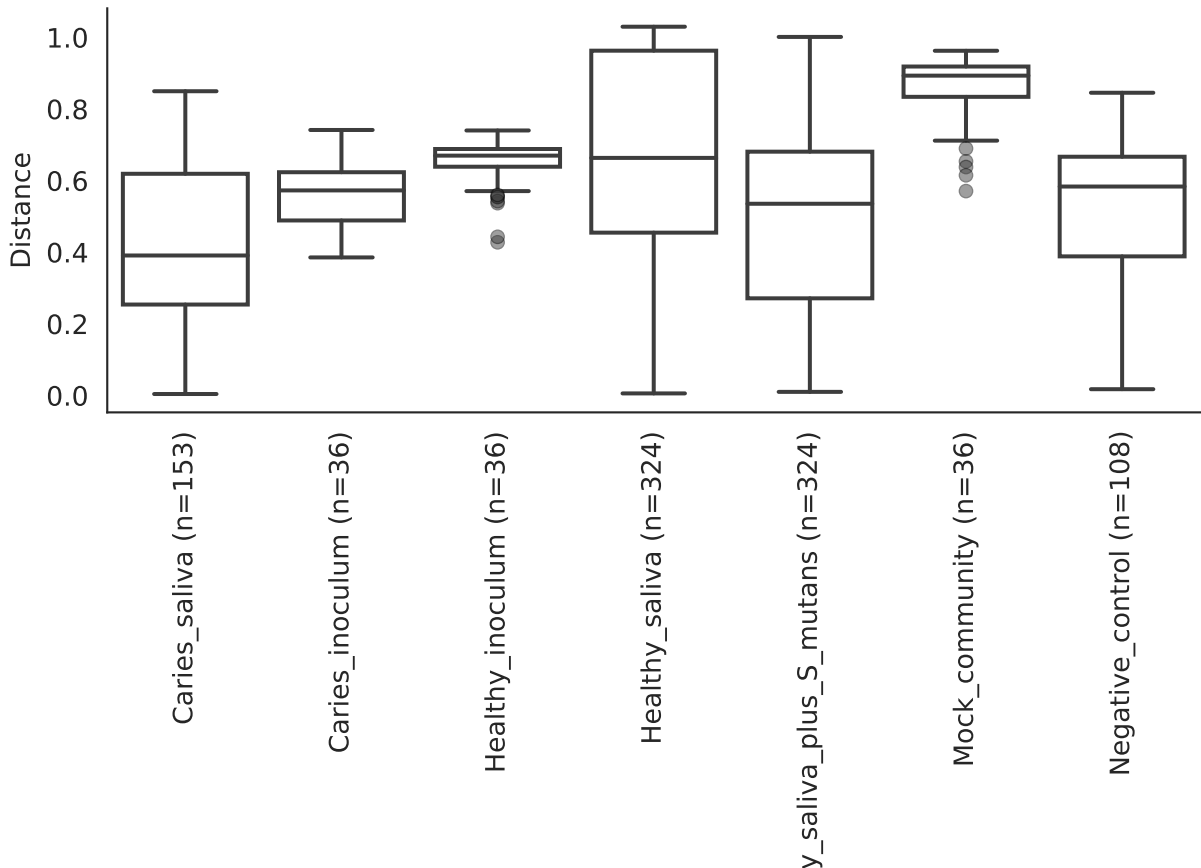 Distance
1.0
0.8
0.6
0.4
0.2
0.0
Caries_saliva (n=153)
Caries_inoculum (n=36)
Healthy_inoculum (n=36)
Healthy_saliva (n=324)
y_saliva_plus_S_mutans (n=324)
Mock_community (n=36)
Negative_control (n=108)